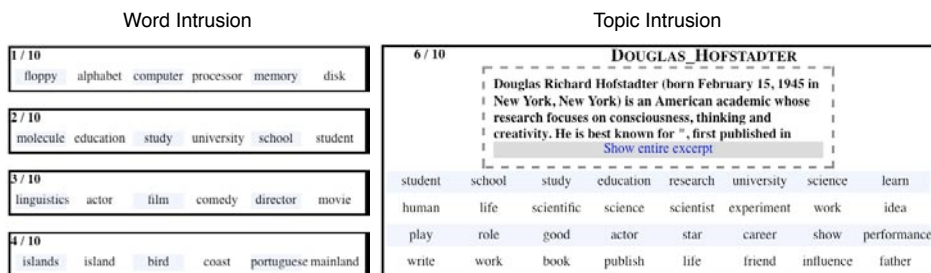 Word Intrusion
1 / 10
floppy alphabet computer processor memory disk
2 / 10
molecule education study university school student
3 / 10
linguistics actor film comedy director movie
4 / 10
islands island bird coast portuguese mainland
Topic Intrusion
6 / 10 DOUGLAS_HOFSTADTER
Douglas Richard Hofstadter (born February 15, 1945 in
New York, New York) is an American academic whose
research focuses on consciousness, thinking and
creativity. He is best known for ", first published in
Show entire excerpt
student school study education research university science learn
human life scientific science scientist experiment work idea
play role good actor star career show performance
write work book publish life friend influence father